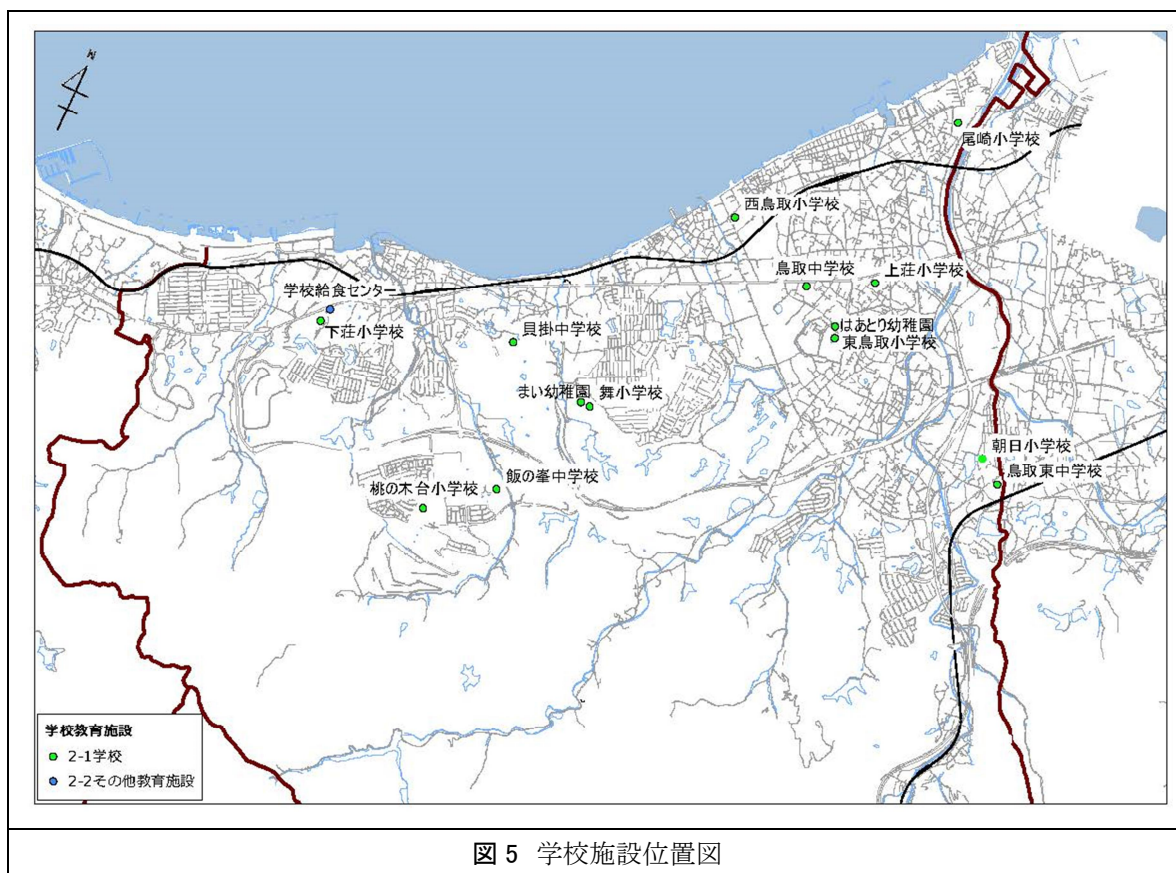 N
尾崎小学校
西鳥取小学校
鳥取中学校
上荘小学校
学校給食センター
下荘小学校
貝掛中学校
はあとり幼稚園
東鳥取小学校
まい幼稚園
舞小学校
朝日小学校
鳥取東中学校
飯の峯中学校
桃の木台小学校
学校教育施設
2-1学校
2-2その他教育施設
図 5 学校施設位置図